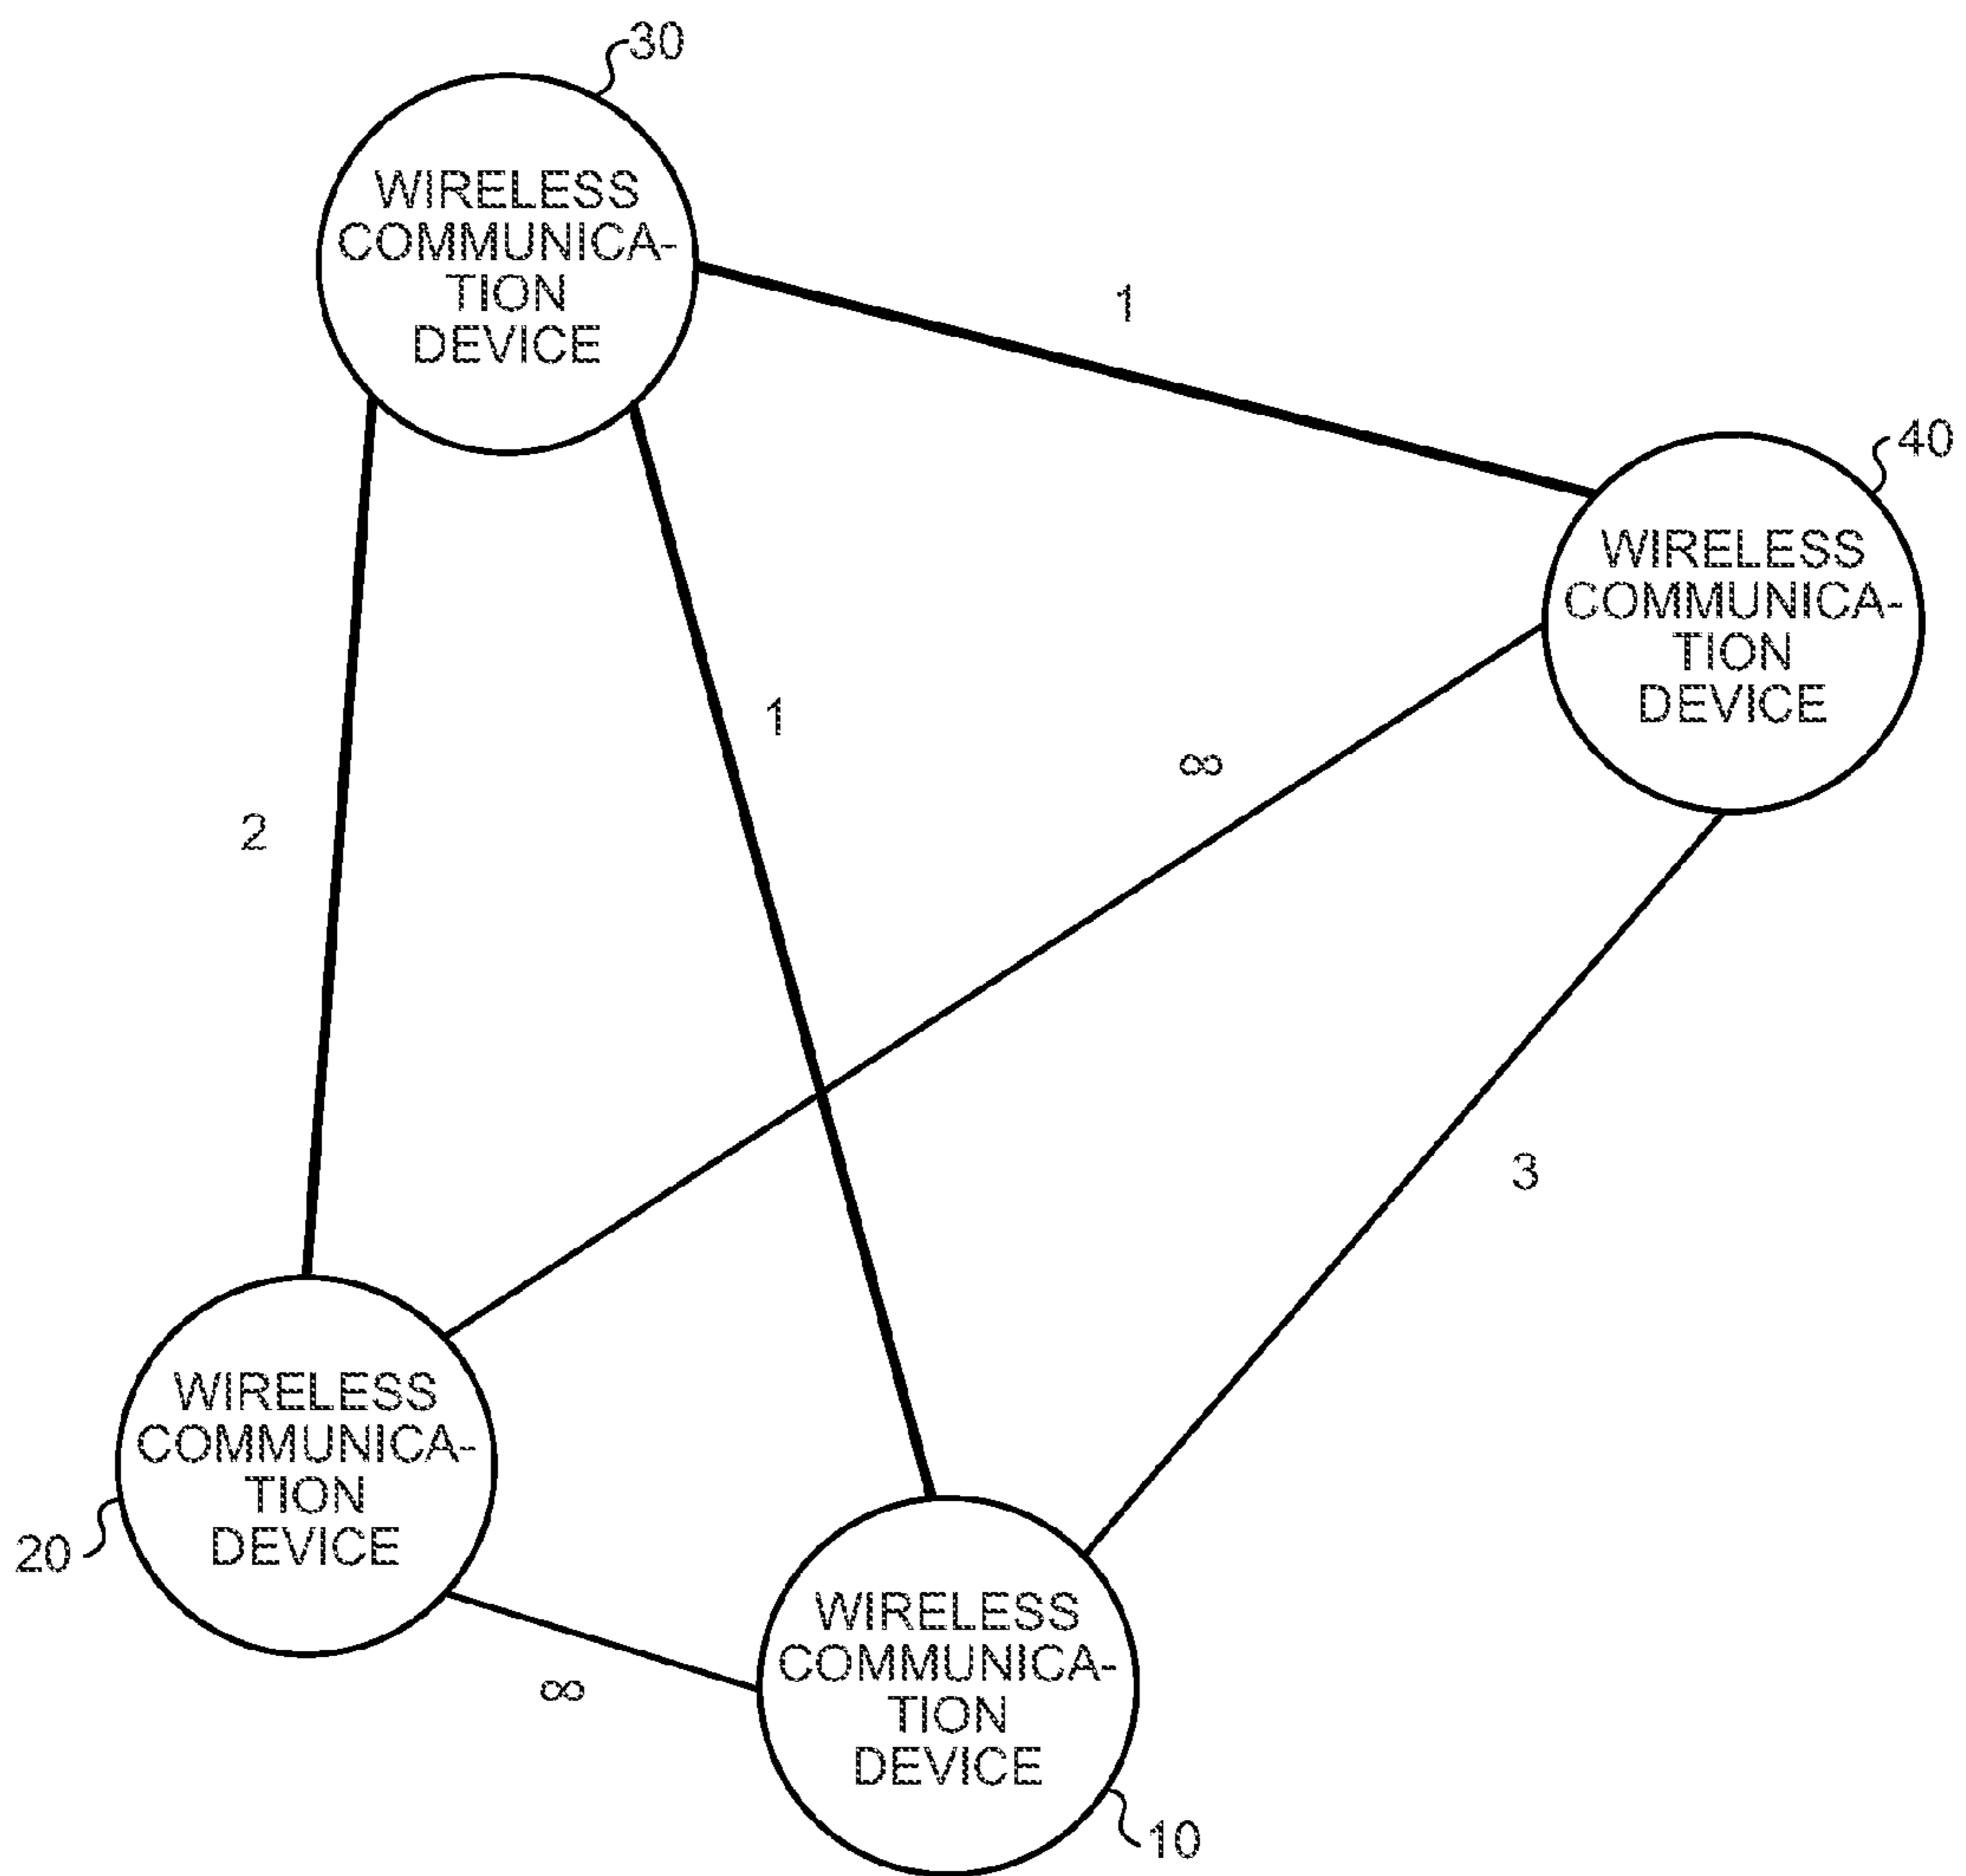 30
WIRELESS
COMMUNICA-
TION
DEVICE
1
40
WIRELESS
COMMUNICA-
TION
DEVICE
1
∞
2
3
WIRELESS
COMMUNICA-
TION
DEVICE
20
∞
WIRELESS
COMMUNICA-
TION
DEVICE
10